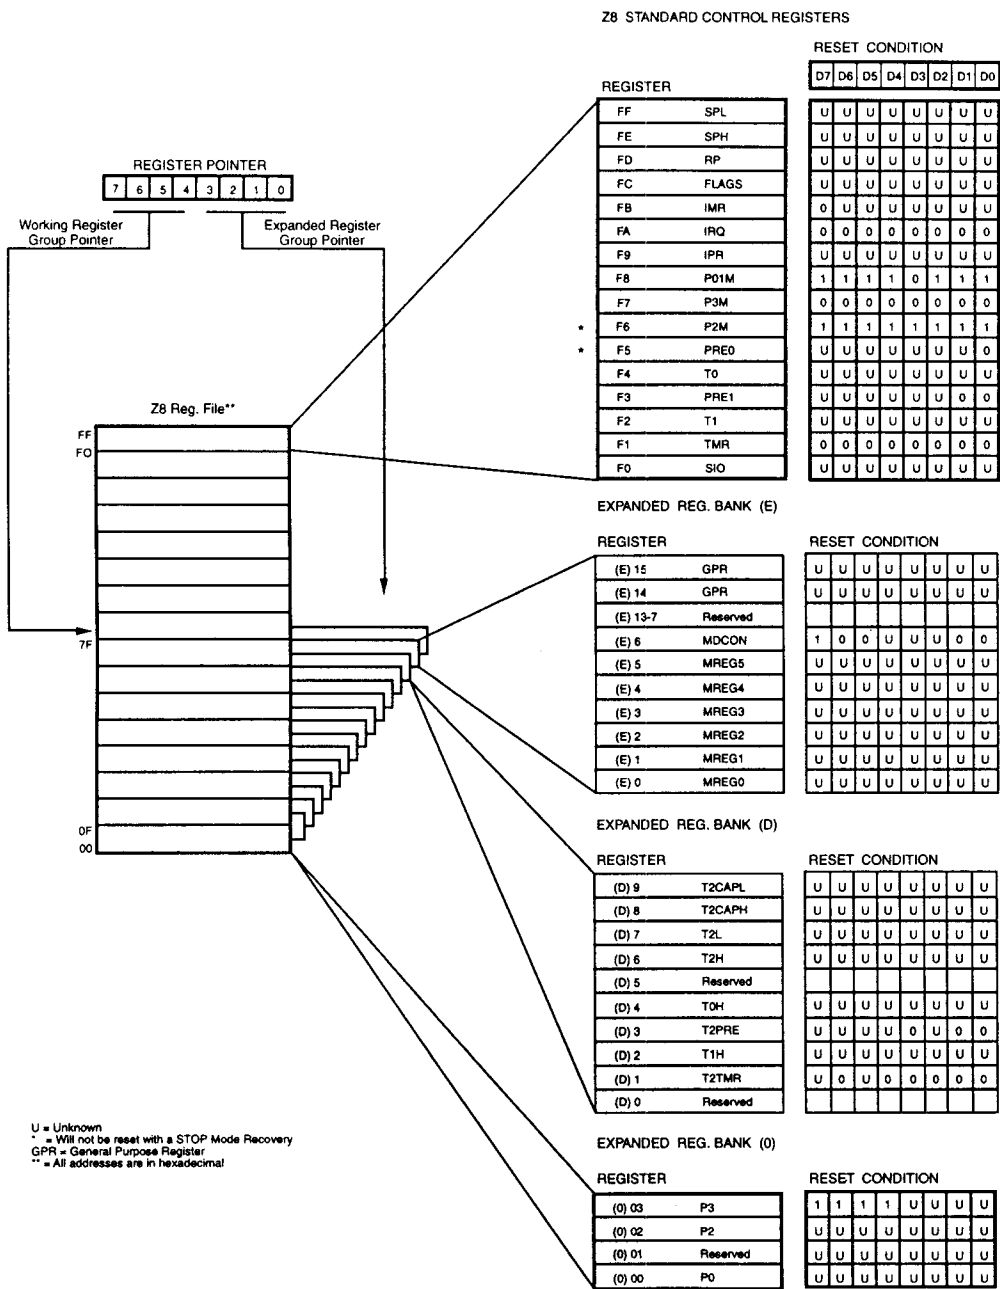 Z8 STANDARD CONTROL REGISTERS
RESET CONDITION
D7 D6 D5 D4 D3 D2 D1 D0
REGISTER
FF SPL U U U U U U U U
FE SPH U U U U U U U U
FD RP U U U U U U U U
FC FLAGS U U U U U U U U
FB IMR 0 U U U U U U U
FA IRQ 0 0 0 0 0 0 0 0
F9 IPR U U U U U U U U
F8 P01M 1 1 1 1 0 1 1 1
F7 P3M 0 0 0 0 0 0 0 0
* F6 P2M 1 1 1 1 1 1 1 1
* F5 PRE0 U U U U U U U 0
F4 T0 U U U U U U U U
F3 PRE1 U U U U U U 0 0
F2 T1 U U U U U U U U
F1 TMR 0 0 0 0 0 0 0 0
F0 SIO U U U U U U U U
REGISTER POINTER
7 6 5 4 3 2 1 0
Working Register
Group Pointer
Expanded Register
Group Pointer
Z8 Reg. File**
FF
FO
7F
0F
00
EXPANDED REG. BANK (E)
REGISTER RESET CONDITION
(E) 15 GPR U U U U U U U U
(E) 14 GPR U U U U U U U U
(E) 13-7 Reserved
(E) 6 MDCON 1 0 0 U U U 0 0
(E) 5 MREG5 U U U U U U U U
(E) 4 MREG4 U U U U U U U U
(E) 3 MREG3 U U U U U U U U
(E) 2 MREG2 U U U U U U U U
(E) 1 MREG1 U U U U U U U U
(E) 0 MREG0 U U U U U U U U
EXPANDED REG. BANK (D)
REGISTER RESET CONDITION
(D) 9 T2CAPL U U U U U U U U
(D) 8 T2CAPH U U U U U U U U
(D) 7 T2L U U U U U U U U
(D) 6 T2H U U U U U U U U
(D) 5 Reserved
(D) 4 T0H U U U U U U U U
(D) 3 T2PRE U U U U 0 U 0 0
(D) 2 T1H U U U U U U U U
(D) 1 T2TMR U 0 U 0 0 0 0 0
(D) 0 Reserved
EXPANDED REG. BANK (0)
REGISTER RESET CONDITION
(0) 03 P3 1 1 1 1 U U U U
(0) 02 P2 U U U U U U U U
(0) 01 Reserved U U U U U U U U
(0) 00 P0 U U U U U U U U
U = Unknown
* = Will not be reset with a STOP Mode Recovery
GPR = General Purpose Register
** = All addresses are in hexadecimal